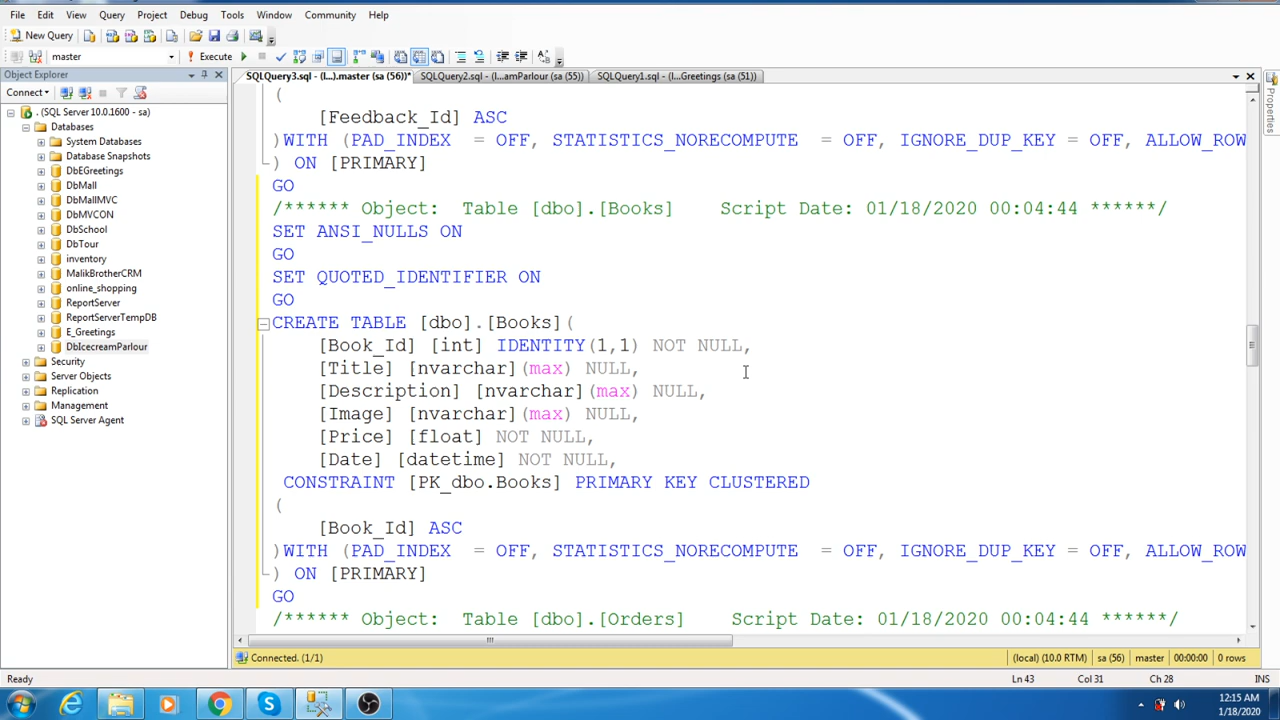 File Edit View Query Project Debug Tools Window Community Help
New Query
master Execute
Object Explorer
SQLQuery3.sql - (l...).master (sa (56))* SQLQuery2.sql - (l...amParlour (sa (55)) SQLQuery1.sql - (l...Greetings (sa (51))
Connect
. (SQL Server 10.0.1600 - sa)
Databases
System Databases
Database Snapshots
DbEGreetings
DbMall
DbMallMVC
DbMVCON
DbSchool
DbTour
inventory
MalikBrotherCRM
online_shopping
ReportServer
ReportServerTempDB
E_Greetings
DbIcecreamParlour
Security
Server Objects
Replication
Management
SQL Server Agent
(
[Feedback_Id] ASC
)WITH (PAD_INDEX = OFF, STATISTICS_NORECOMPUTE = OFF, IGNORE_DUP_KEY = OFF, ALLOW_ROW
) ON [PRIMARY]
GO
/****** Object: Table [dbo].[Books] Script Date: 01/18/2020 00:04:44 ******/
SET ANSI_NULLS ON
GO
SET QUOTED_IDENTIFIER ON
GO
CREATE TABLE [dbo].[Books](
[Book_Id] [int] IDENTITY(1,1) NOT NULL,
[Title] [nvarchar](max) NULL,
[Description] [nvarchar](max) NULL,
[Image] [nvarchar](max) NULL,
[Price] [float] NOT NULL,
[Date] [datetime] NOT NULL,
CONSTRAINT [PK_dbo.Books] PRIMARY KEY CLUSTERED
(
[Book_Id] ASC
)WITH (PAD_INDEX = OFF, STATISTICS_NORECOMPUTE = OFF, IGNORE_DUP_KEY = OFF, ALLOW_ROW
) ON [PRIMARY]
GO
/****** Object: Table [dbo].[Orders] Script Date: 01/18/2020 00:04:44 ******/
Properties
Connected. (1/1) (local) (10.0 RTM) sa (56) master 00:00:00 0 rows
Ready Ln 43 Col 31 Ch 28 INS
12:15 AM
1/18/2020